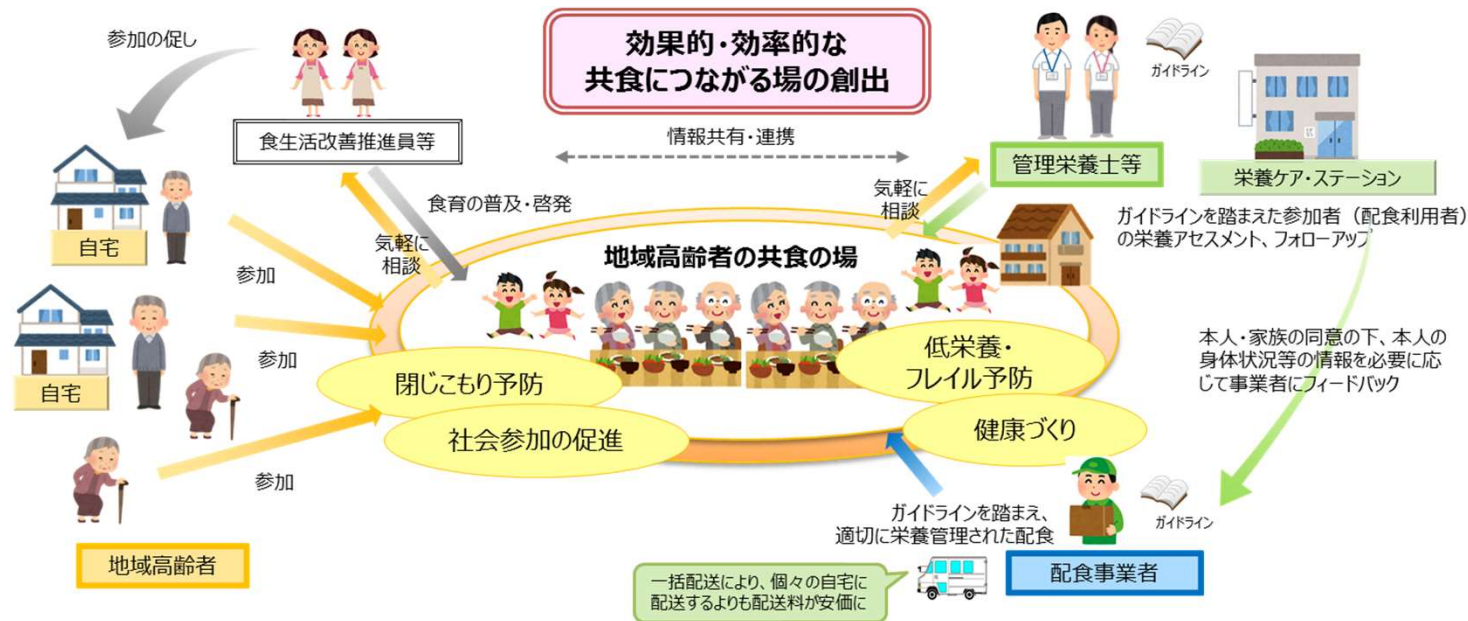 効果的・効率的な
共食につながる場の創出
参加の促し
食生活改善推進員等
情報共有・連携
ガイドライン
管理栄養士等
栄養ケア・ステーション
ガイドラインを踏まえた参加者（配食利用者）
の栄養アセスメント、フォローアップ
気軽に
相談
食育の普及・啓発
気軽に
相談
地域高齢者の共食の場
自宅
参加
自宅
参加
参加
地域高齢者
閉じこもり予防
社会参加の促進
低栄養・
フレイル予防
健康づくり
本人・家族の同意の下、本人の
身体状況等の情報を必要に応
じて事業者にフィードバック
ガイドラインを踏まえ、
適切に栄養管理された配食
ガイドライン
配食事業者
一括配送により、個々の自宅に
配送するよりも配送料が安価に